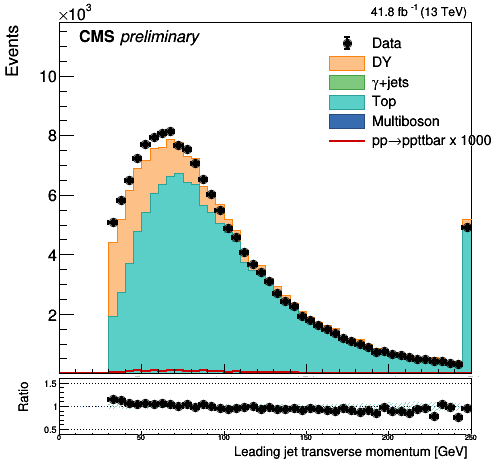 ×10³
41.8 fb⁻¹ (13 TeV)
CMS preliminary
Events
Data
DY
γ+jets
Top
Multiboson
pp→ppttbar x 1000
10
8
6
4
2
Ratio
1.5
1
0.5
0 50 100 150 200 250
Leading jet transverse momentum [GeV]